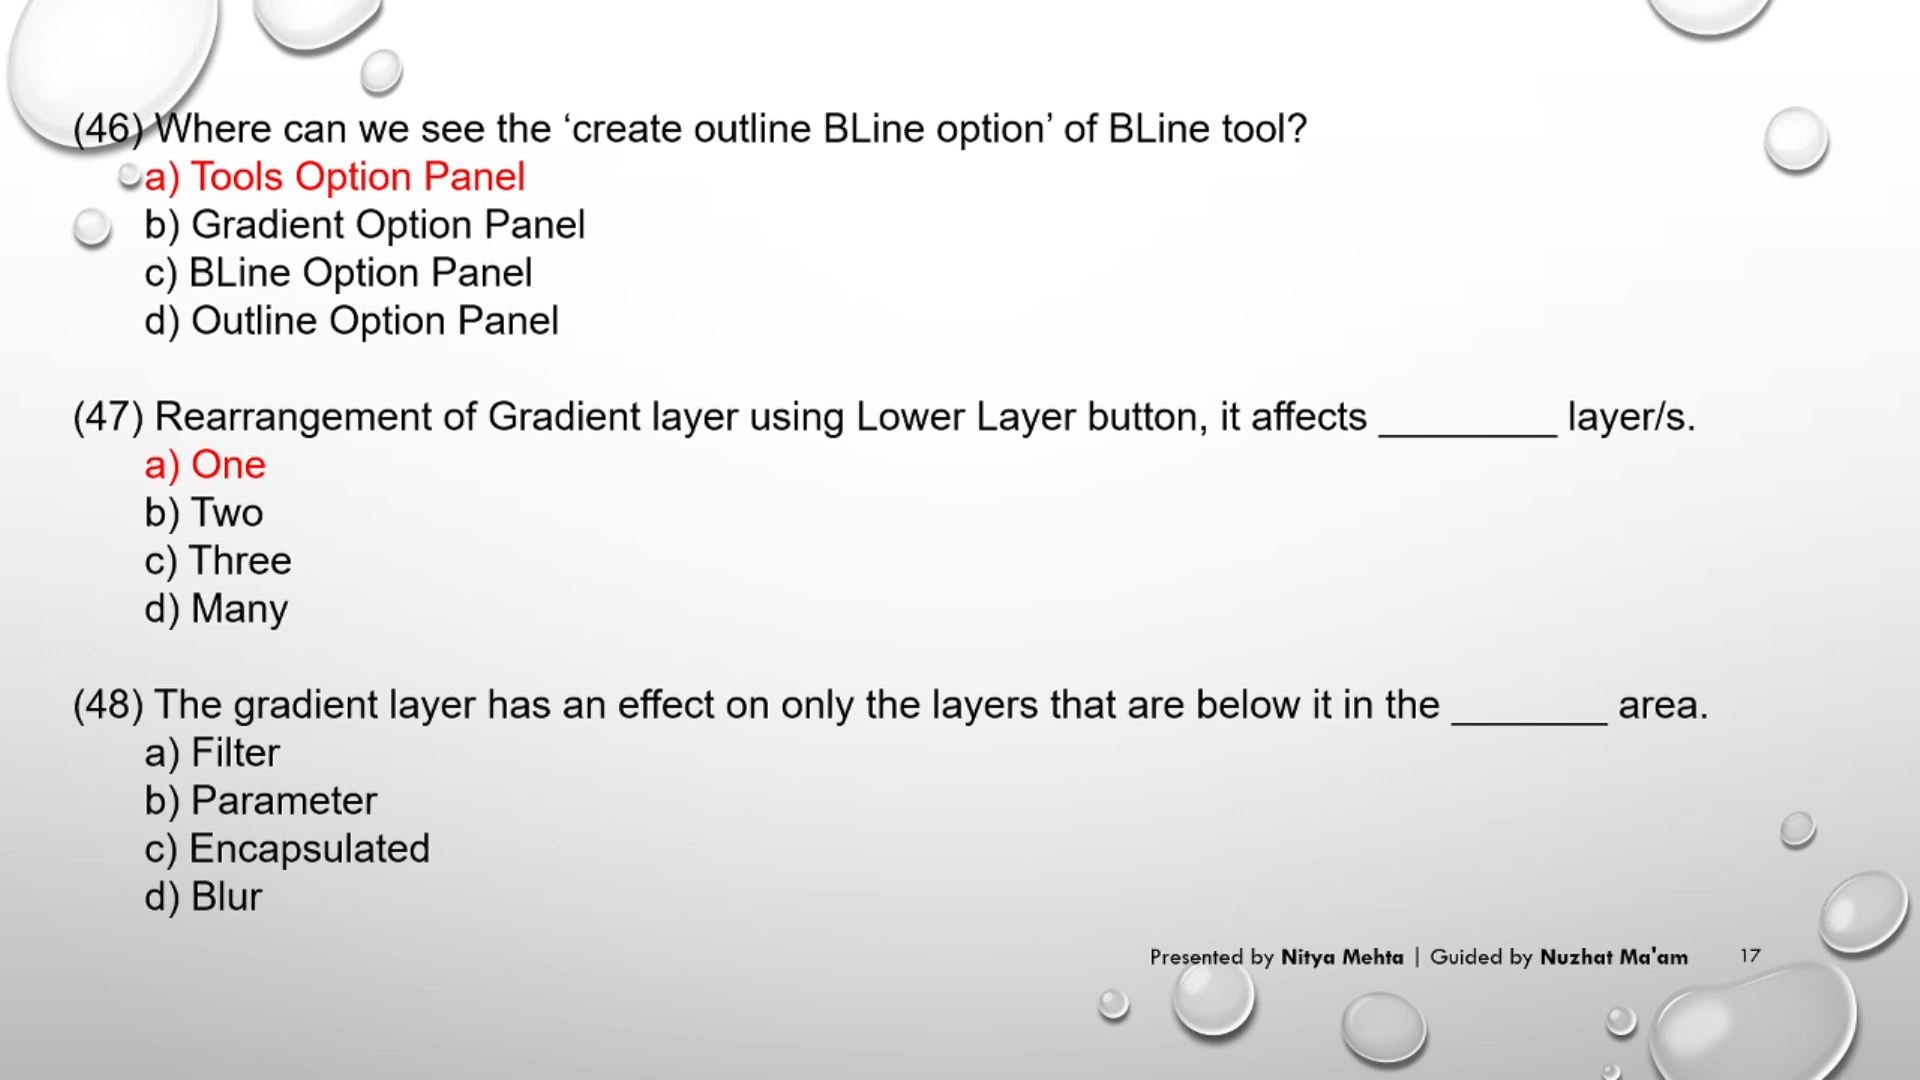 (46) Where can we see the ‘create outline BLine option’ of BLine tool?
a) Tools Option Panel
b) Gradient Option Panel
c) BLine Option Panel
d) Outline Option Panel
(47) Rearrangement of Gradient layer using Lower Layer button, it affects ________ layer/s.
a) One
b) Two
c) Three
d) Many
(48) The gradient layer has an effect on only the layers that are below it in the _______ area.
a) Filter
b) Parameter
c) Encapsulated
d) Blur
Presented by Nitya Mehta | Guided by Nuzhat Ma'am 17